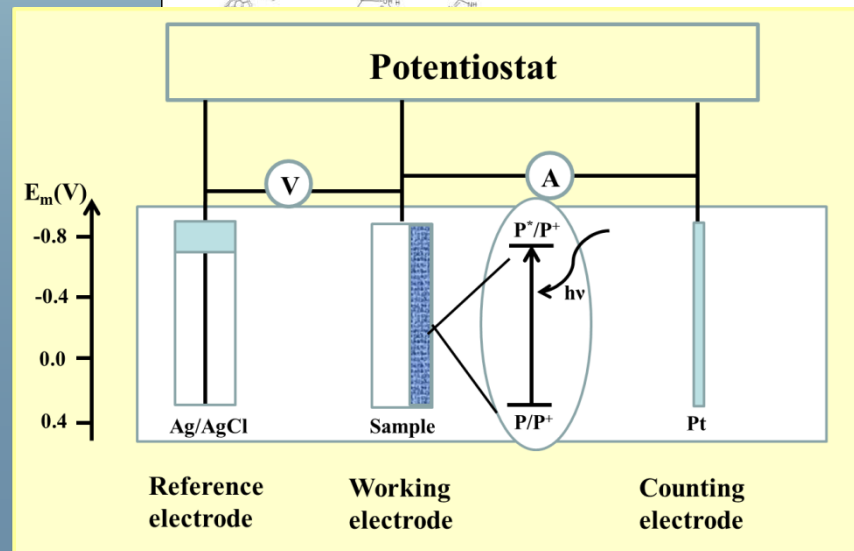 Potentiostat
V
A
E_m(V)
-0.8
-0.4
0.0
0.4
P*/P+
hν
P/P+
Ag/AgCl
Sample
Pt
Reference
electrode
Working
electrode
Counting
electrode